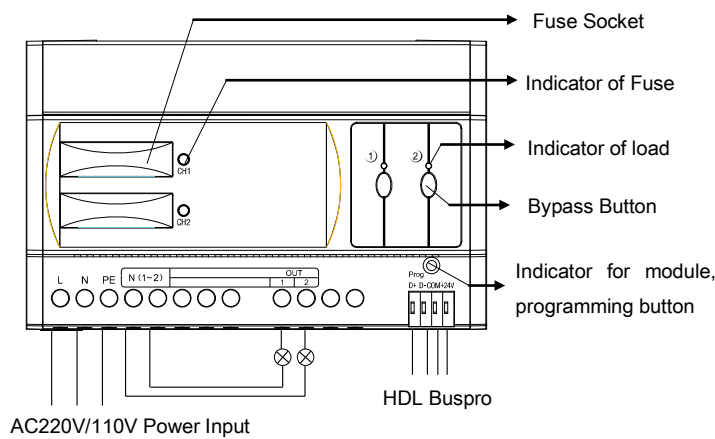 Fuse Socket
Indicator of Fuse
CH1
1
2
Indicator of load
Bypass Button
CH2
Indicator for module,
programming button
Prog
D+ D- COM +24V
L N PE N (1~2)
OUT
1 2
HDL Buspro
AC220V/110V Power Input